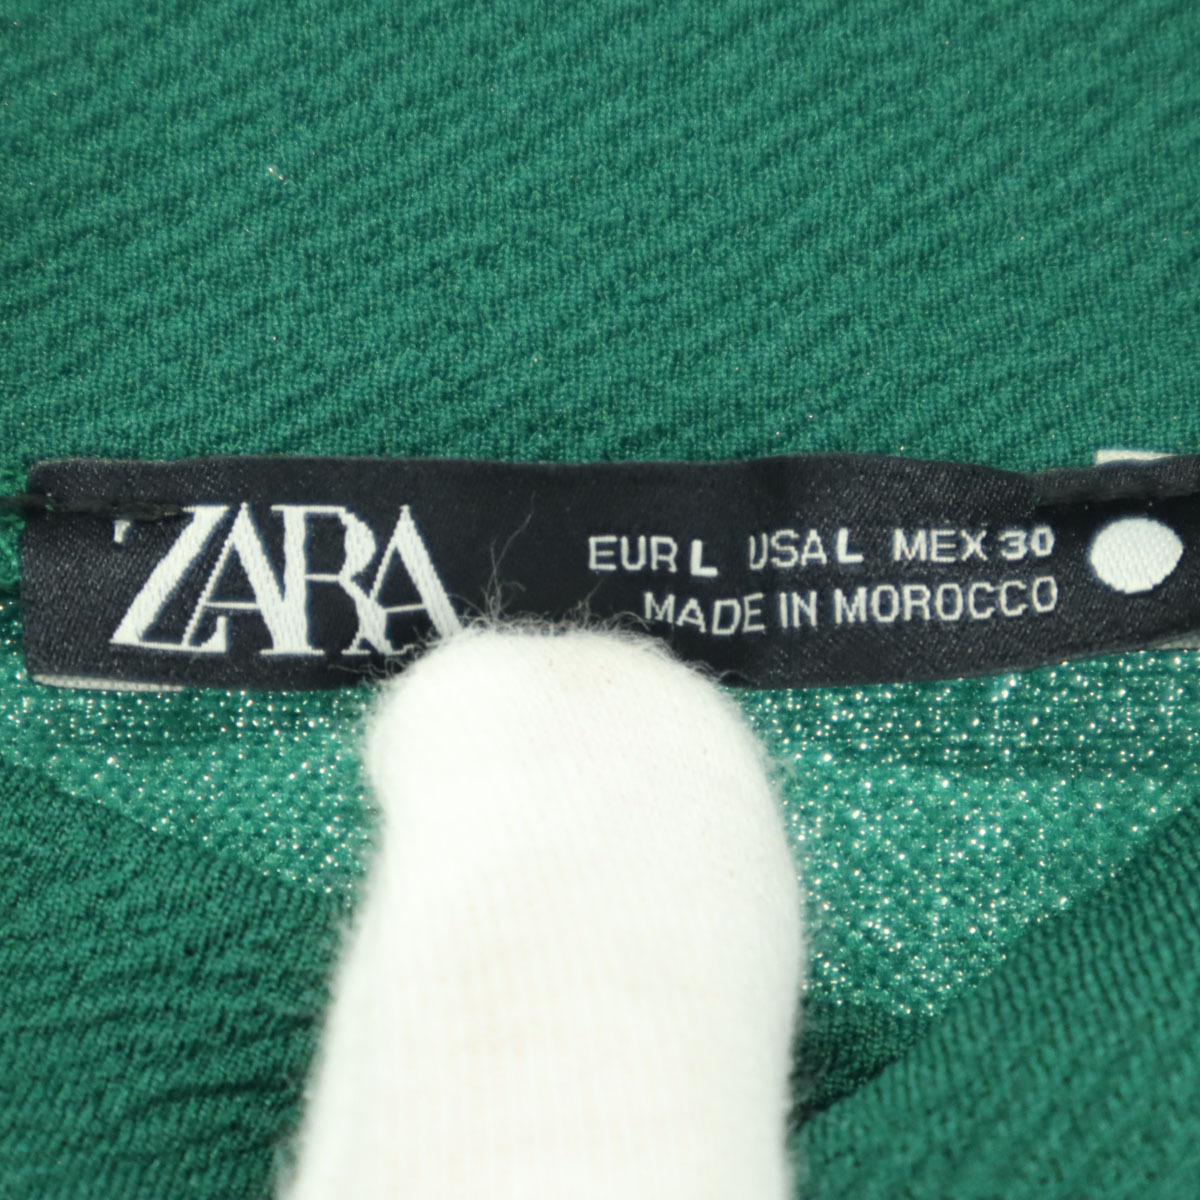 ZARA
EUR L USA L MEX 30
MADE IN MOROCCO